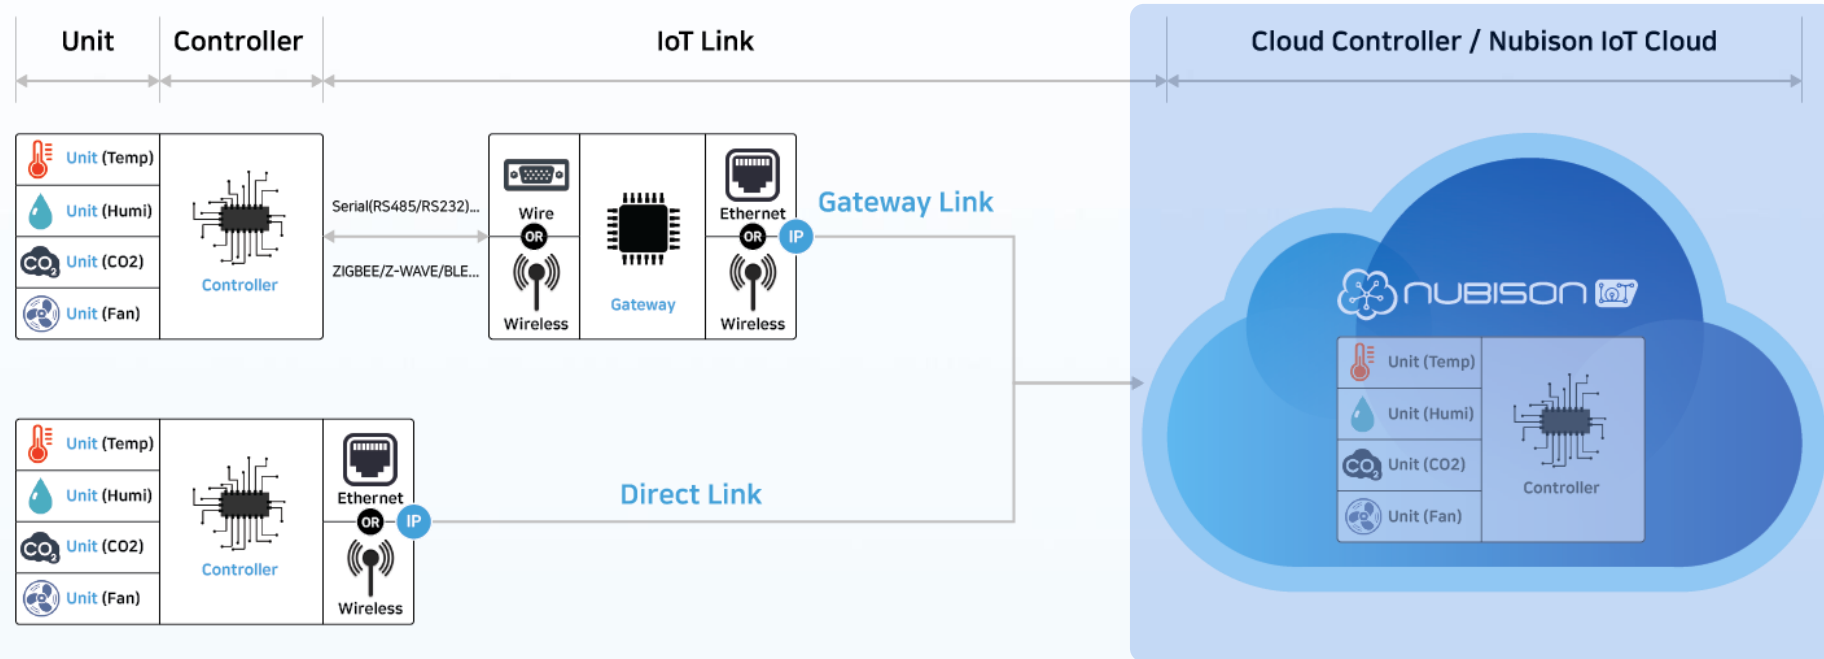 Unit
Controller
IoT Link
Cloud Controller / Nubison IoT Cloud
Unit (Temp)
Unit (Humi)
CO2
Unit (CO2)
Unit (Fan)
Controller
Serial(RS485/RS232)...
ZIGBEE/Z-WAVE/BLE...
Wire
OR
Wireless
Gateway
Ethernet
OR
IP
Wireless
Gateway Link
Unit (Temp)
Unit (Humi)
CO2
Unit (CO2)
Unit (Fan)
Controller
Ethernet
OR
IP
Wireless
Direct Link
NUBISON IoT
Unit (Temp)
Unit (Humi)
CO2
Unit (CO2)
Unit (Fan)
Controller